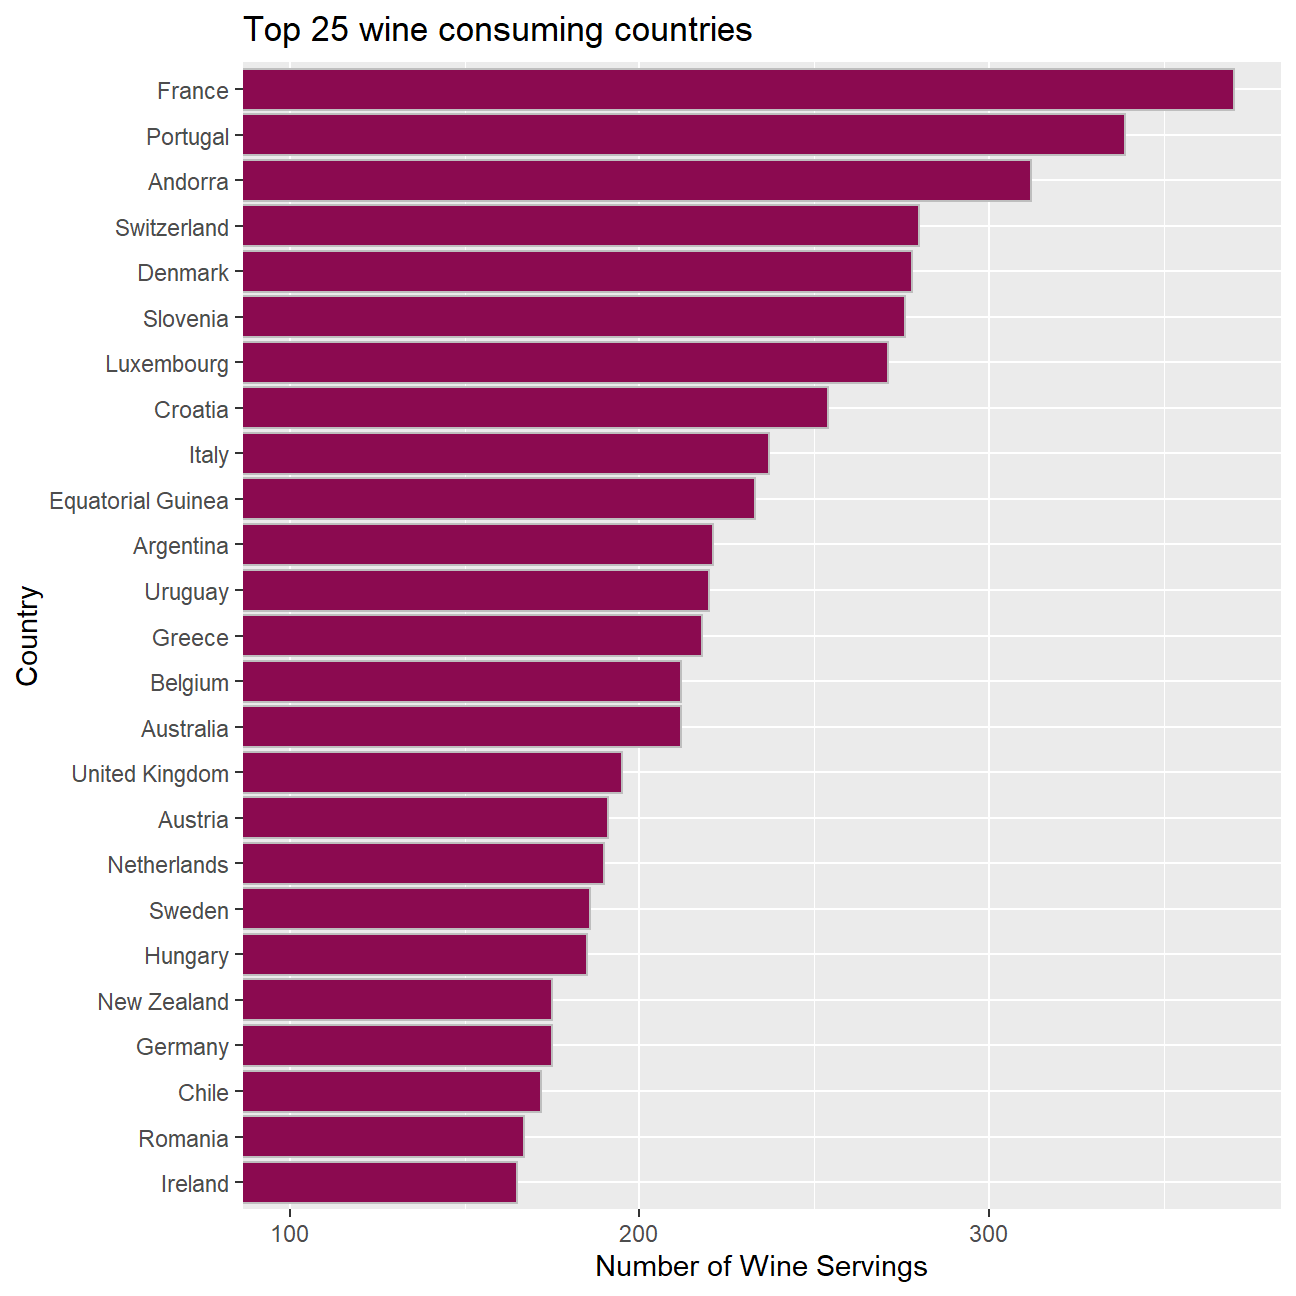 Top 25 wine consuming countries
France
Portugal
Andorra
Switzerland
Denmark
Slovenia
Luxembourg
Croatia
Italy
Equatorial Guinea
Argentina
Uruguay
Greece
Belgium
Australia
United Kingdom
Austria
Netherlands
Sweden
Hungary
New Zealand
Germany
Chile
Romania
Ireland
Country
100 200 300
Number of Wine Servings